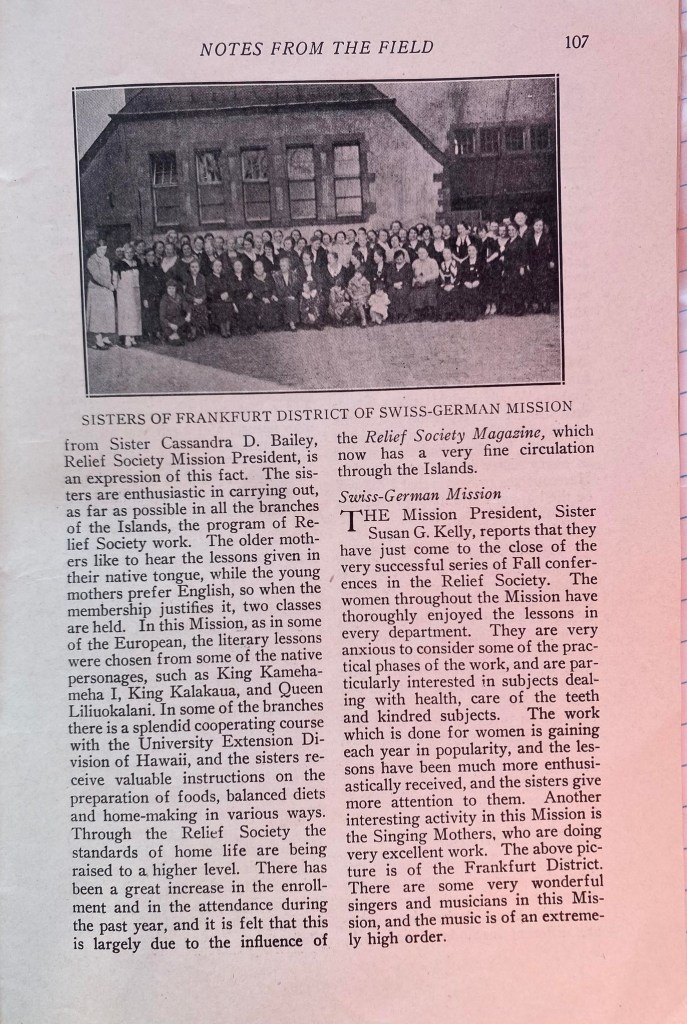 NOTES FROM THE FIELD
107
SISTERS OF FRANKFURT DISTRICT OF SWISS-GERMAN MISSION
from Sister Cassandra D. Bailey,
Relief Society Mission President, is
an expression of this fact. The sis-
ters are enthusiastic in carrying out,
as far as possible in all the branches
of the Islands, the program of Re-
lief Society work. The older moth-
ers like to hear the lessons given in
their native tongue, while the young
mothers prefer English, so when the
membership justifies it, two classes
are held. In this Mission, as in some
of the European, the literary lessons
were chosen from some of the native
personages, such as King Kameha-
meha I, King Kalakaua, and Queen
Liliuokalani. In some of the branches
there is a splendid cooperating course
with the University Extension Di-
vision of Hawaii, and the sisters re-
ceive valuable instructions on the
preparation of foods, balanced diets
and home-making in various ways.
Through the Relief Society the
standards of home life are being
raised to a higher level. There has
been a great increase in the enroll-
ment and in the attendance during
the past year, and it is felt that this
is largely due to the influence of
the Relief Society Magazine, which
now has a very fine circulation
through the Islands.
Swiss-German Mission
THE Mission President, Sister
Susan G. Kelly, reports that they
have just come to the close of the
very successful series of Fall confer-
ences in the Relief Society. The
women throughout the Mission have
thoroughly enjoyed the lessons in
every department. They are very
anxious to consider some of the prac-
tical phases of the work, and are par-
ticularly interested in subjects deal-
ing with health, care of the teeth
and kindred subjects. The work
which is done for women is gaining
each year in popularity, and the les-
sons have been much more enthusi-
astically received, and the sisters give
more attention to them. Another
interesting activity in this Mission is
the Singing Mothers, who are doing
very excellent work. The above pic-
ture is of the Frankfurt District.
There are some very wonderful
singers and musicians in this Mis-
sion, and the music is of an extreme-
ly high order.